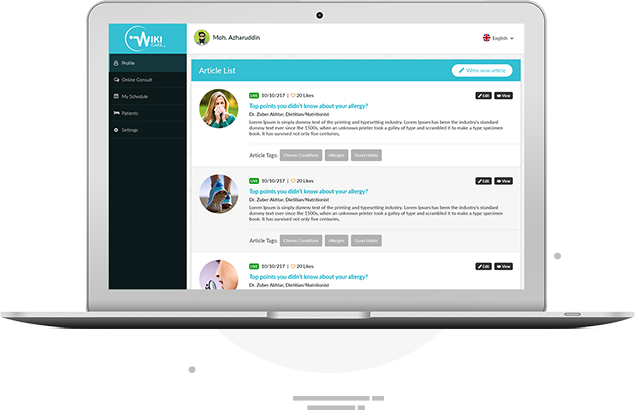 WIKI
CARE
Moh. Azharuddin
English
Profile
Online Consult
My Schedule
Patients
Settings
Article List
Write new article
LIVE 10/10/217 | 20 Likes
Edit View
Top points you didn't know about your allergy?
Dr. Zuber Akhtar, Dietitian/Nutritionist
Lorem Ipsum is simply dummy text of the printing and typesetting industry. Lorem Ipsum has been the industry's
standard dummy text ever since the 1500s, when an unknown printer took a galley of type and scrambled it to make a type specimen
book. It has survived not only five centuries,
Article Tags: Chronic Conditions Allergies Good Habits
LIVE 10/10/217 | 20 Likes
Edit View
Top points you didn't know about your allergy?
Dr. Zuber Akhtar, Dietitian/Nutritionist
Lorem Ipsum is simply dummy text of the printing and typesetting industry. Lorem Ipsum has been the industry's
standard dummy text ever since the 1500s, when an unknown printer took a galley of type and scrambled it to make a type specimen
book. It has survived not only five centuries,
Article Tags: Chronic Conditions Allergies Good Habits
LIVE 10/10/217 | 20 Likes
Edit View
Top points you didn't know about your allergy?
Dr. Zuber Akhtar, Dietitian/Nutritionist